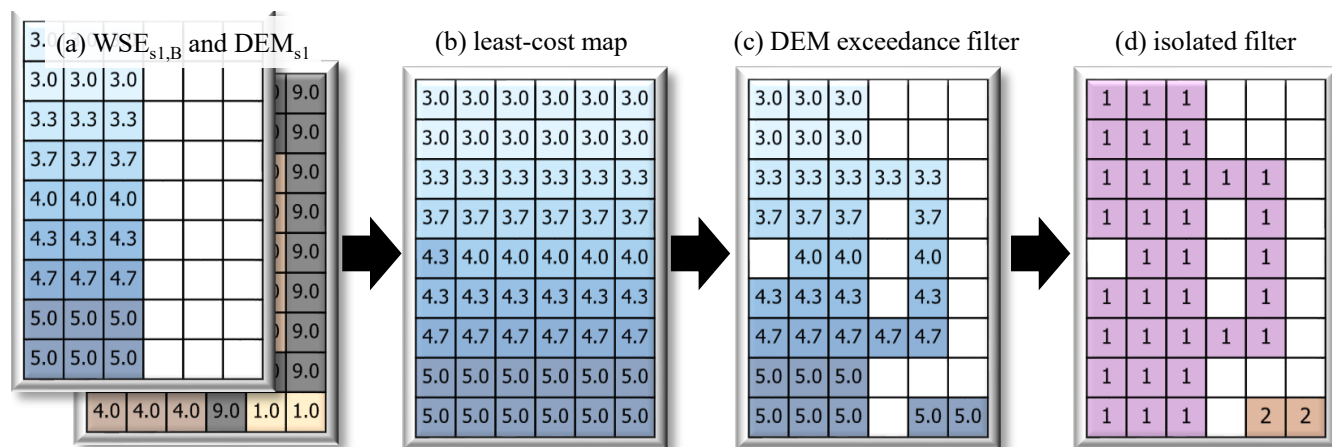 (a) WSEs1,B and DEMs1
3.0
3.0 3.0 3.0
3.3 3.3 3.3
3.7 3.7 3.7
4.0 4.0 4.0
4.3 4.3 4.3
4.7 4.7 4.7
5.0 5.0 5.0
5.0 5.0 5.0
9.0
9.0
9.0
9.0
9.0
9.0
9.0
9.0
4.0 4.0 4.0 9.0 1.0 1.0
(b) least-cost map
3.0 3.0 3.0 3.0 3.0 3.0
3.0 3.0 3.0 3.0 3.0 3.0
3.3 3.3 3.3 3.3 3.3 3.3
3.7 3.7 3.7 3.7 3.7 3.7
4.3 4.0 4.0 4.0 4.0 4.0
4.3 4.3 4.3 4.3 4.3 4.3
4.7 4.7 4.7 4.7 4.7 4.7
5.0 5.0 5.0 5.0 5.0 5.0
5.0 5.0 5.0 5.0 5.0 5.0
(c) DEM exceedance filter
3.0 3.0 3.0
3.0 3.0 3.0
3.3 3.3 3.3 3.3 3.3
3.7 3.7 3.7 3.7
4.0 4.0 4.0
4.3 4.3 4.3 4.3
4.7 4.7 4.7 4.7 4.7
5.0 5.0 5.0
5.0 5.0 5.0 5.0 5.0
(d) isolated filter
1 1 1
1 1 1
1 1 1 1 1
1 1 1 1
1 1 1
1 1 1 1
1 1 1 1 1
1 1 1
1 1 1 2 2